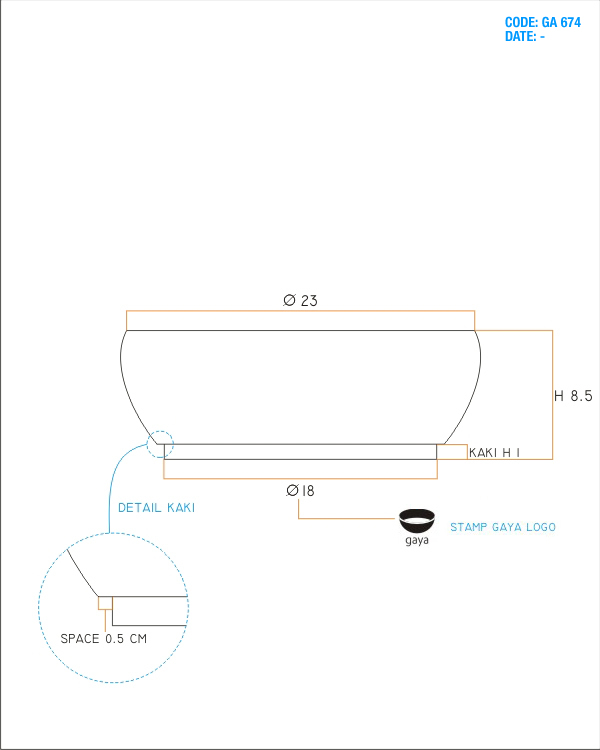 CODE: GA 674
DATE: -
Ø 23
H 8.5
KAKI H 1
Ø18
DETAIL KAKI
gaya
STAMP GAYA LOGO
SPACE 0.5 CM